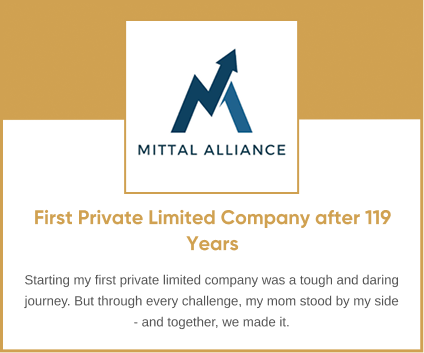 MITTAL ALLIANCE
First Private Limited Company after 119
Years
Starting my first private limited company was a tough and daring
journey. But through every challenge, my mom stood by my side
- and together, we made it.